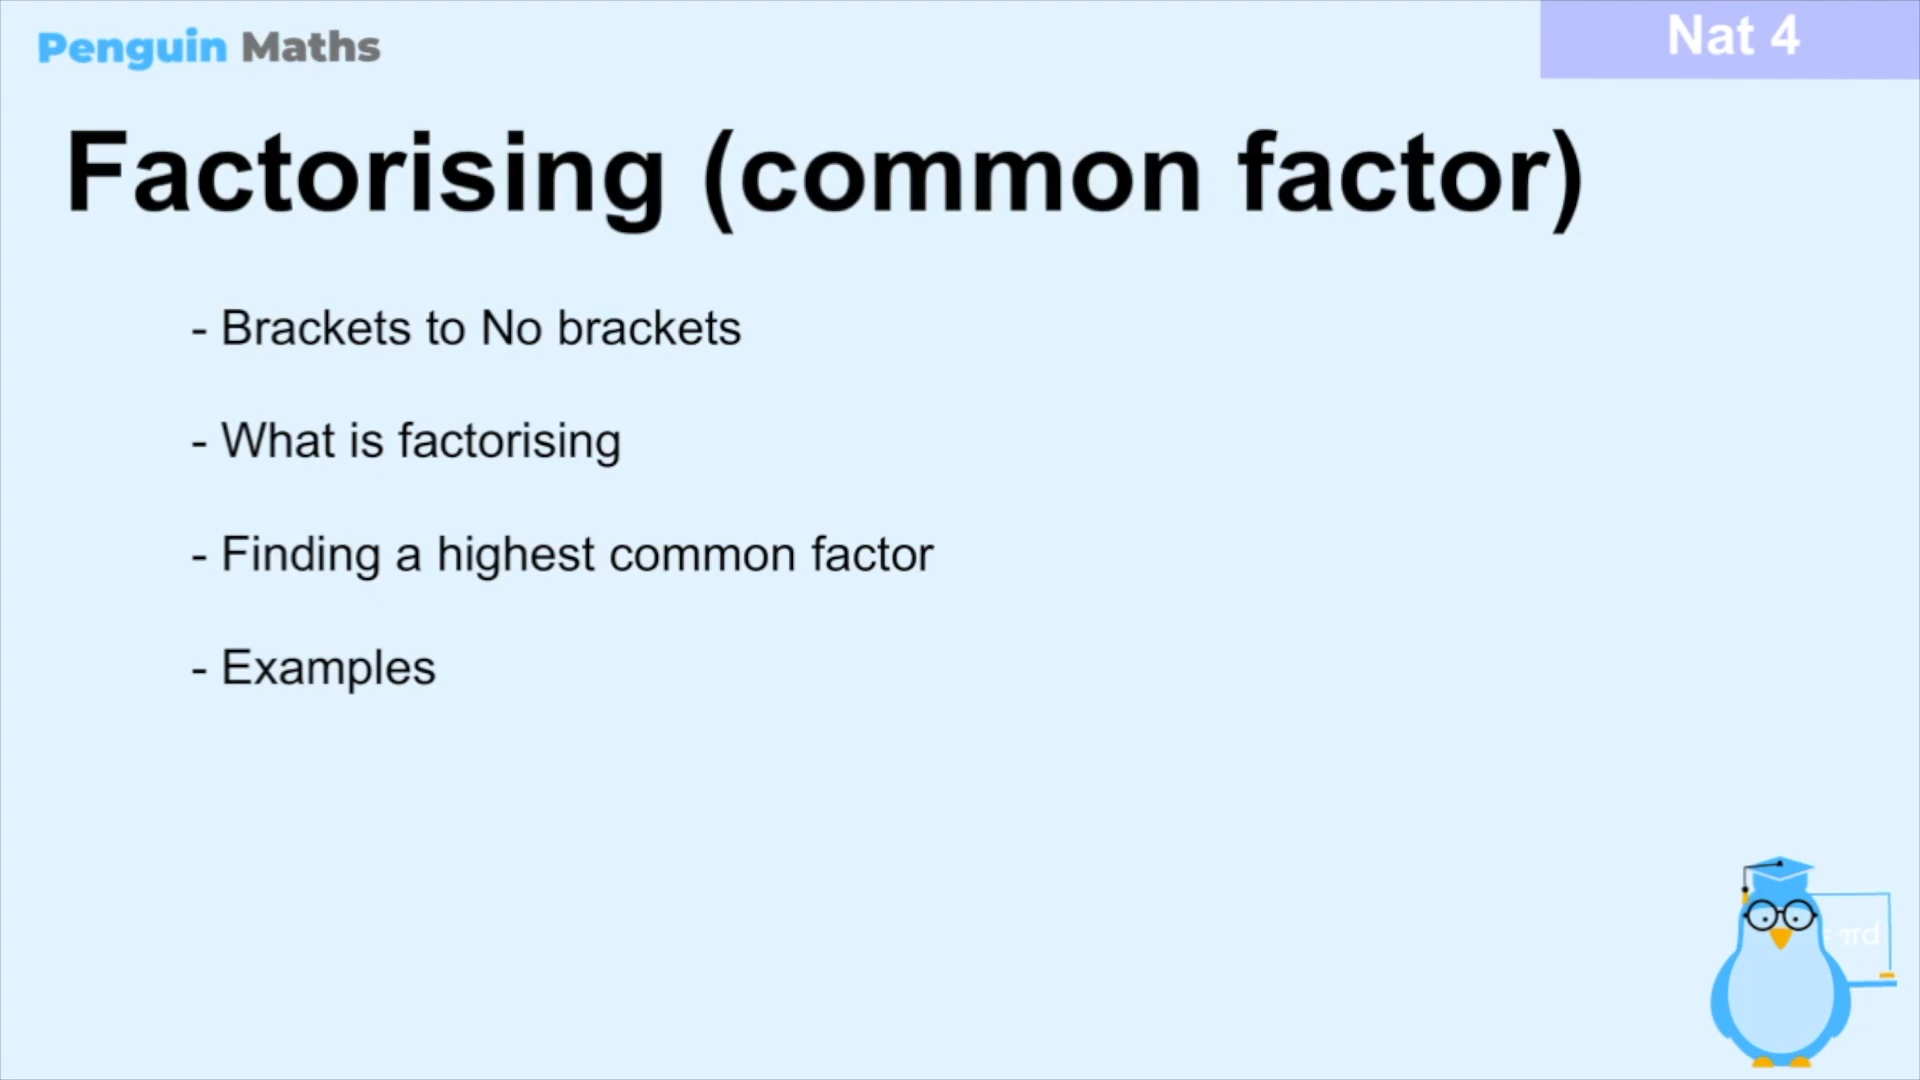 Penguin Maths
Nat 4
Factorising (common factor)
- Brackets to No brackets
- What is factorising
- Finding a highest common factor
- Examples
πd